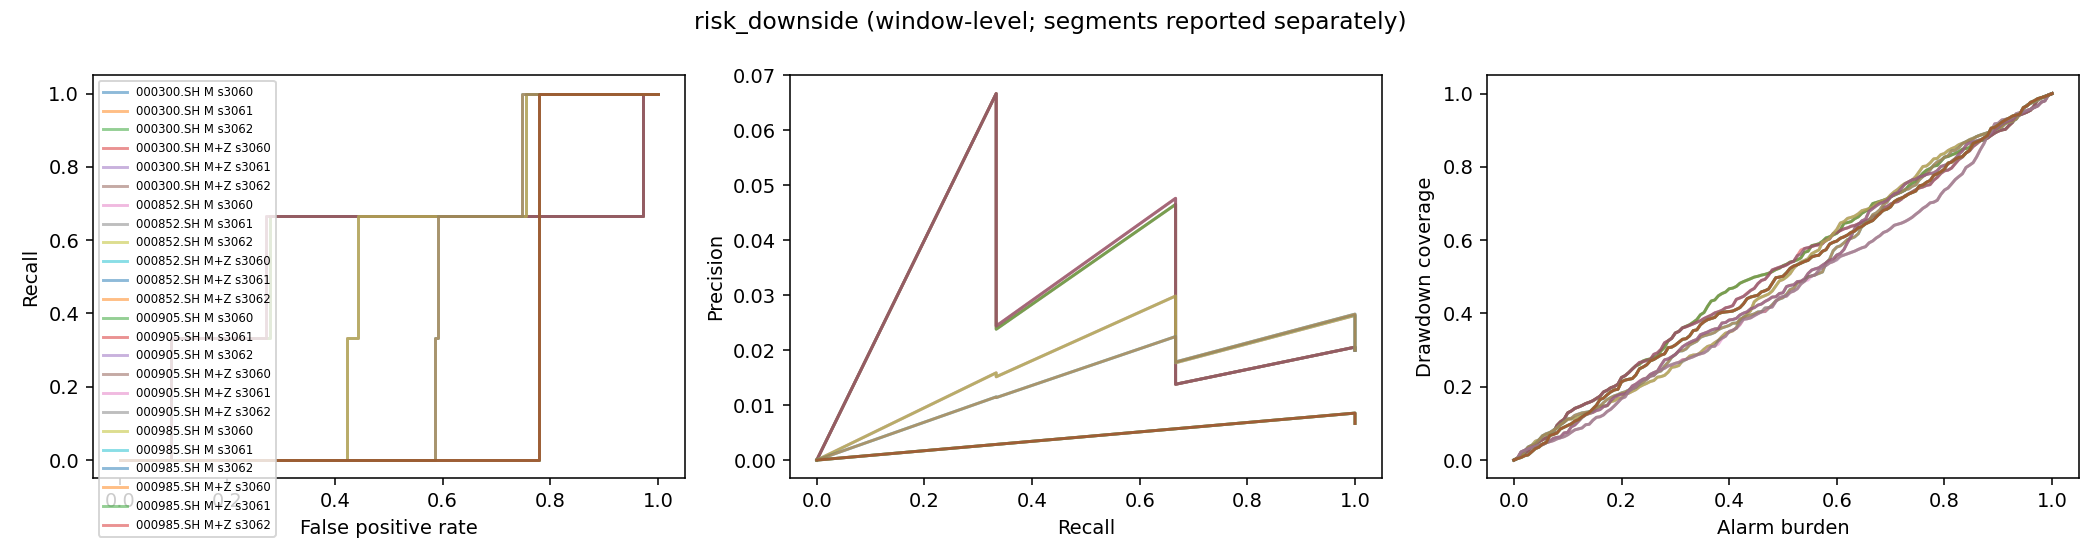 risk_downside (window-level; segments reported separately)
1.0
0.8
0.6
0.4
0.2
0.0
Recall
000300.SH M s3060
000300.SH M s3061
000300.SH M s3062
000300.SH M+Z s3060
000300.SH M+Z s3061
000300.SH M+Z s3062
000852.SH M s3060
000852.SH M s3061
000852.SH M s3062
000852.SH M+Z s3060
000852.SH M+Z s3061
000852.SH M+Z s3062
000905.SH M s3060
000905.SH M s3061
000905.SH M s3062
000905.SH M+Z s3060
000905.SH M+Z s3061
000905.SH M+Z s3062
000985.SH M s3060
000985.SH M s3061
000985.SH M s3062
000985.SH M+Z s3060
000985.SH M+Z s3061
000985.SH M+Z s3062
0.0 0.2 0.4 0.6 0.8 1.0
False positive rate
0.07
0.06
0.05
0.04
0.03
0.02
0.01
0.00
Precision
0.0 0.2 0.4 0.6 0.8 1.0
Recall
1.0
0.8
0.6
0.4
0.2
0.0
Drawdown coverage
0.0 0.2 0.4 0.6 0.8 1.0
Alarm burden